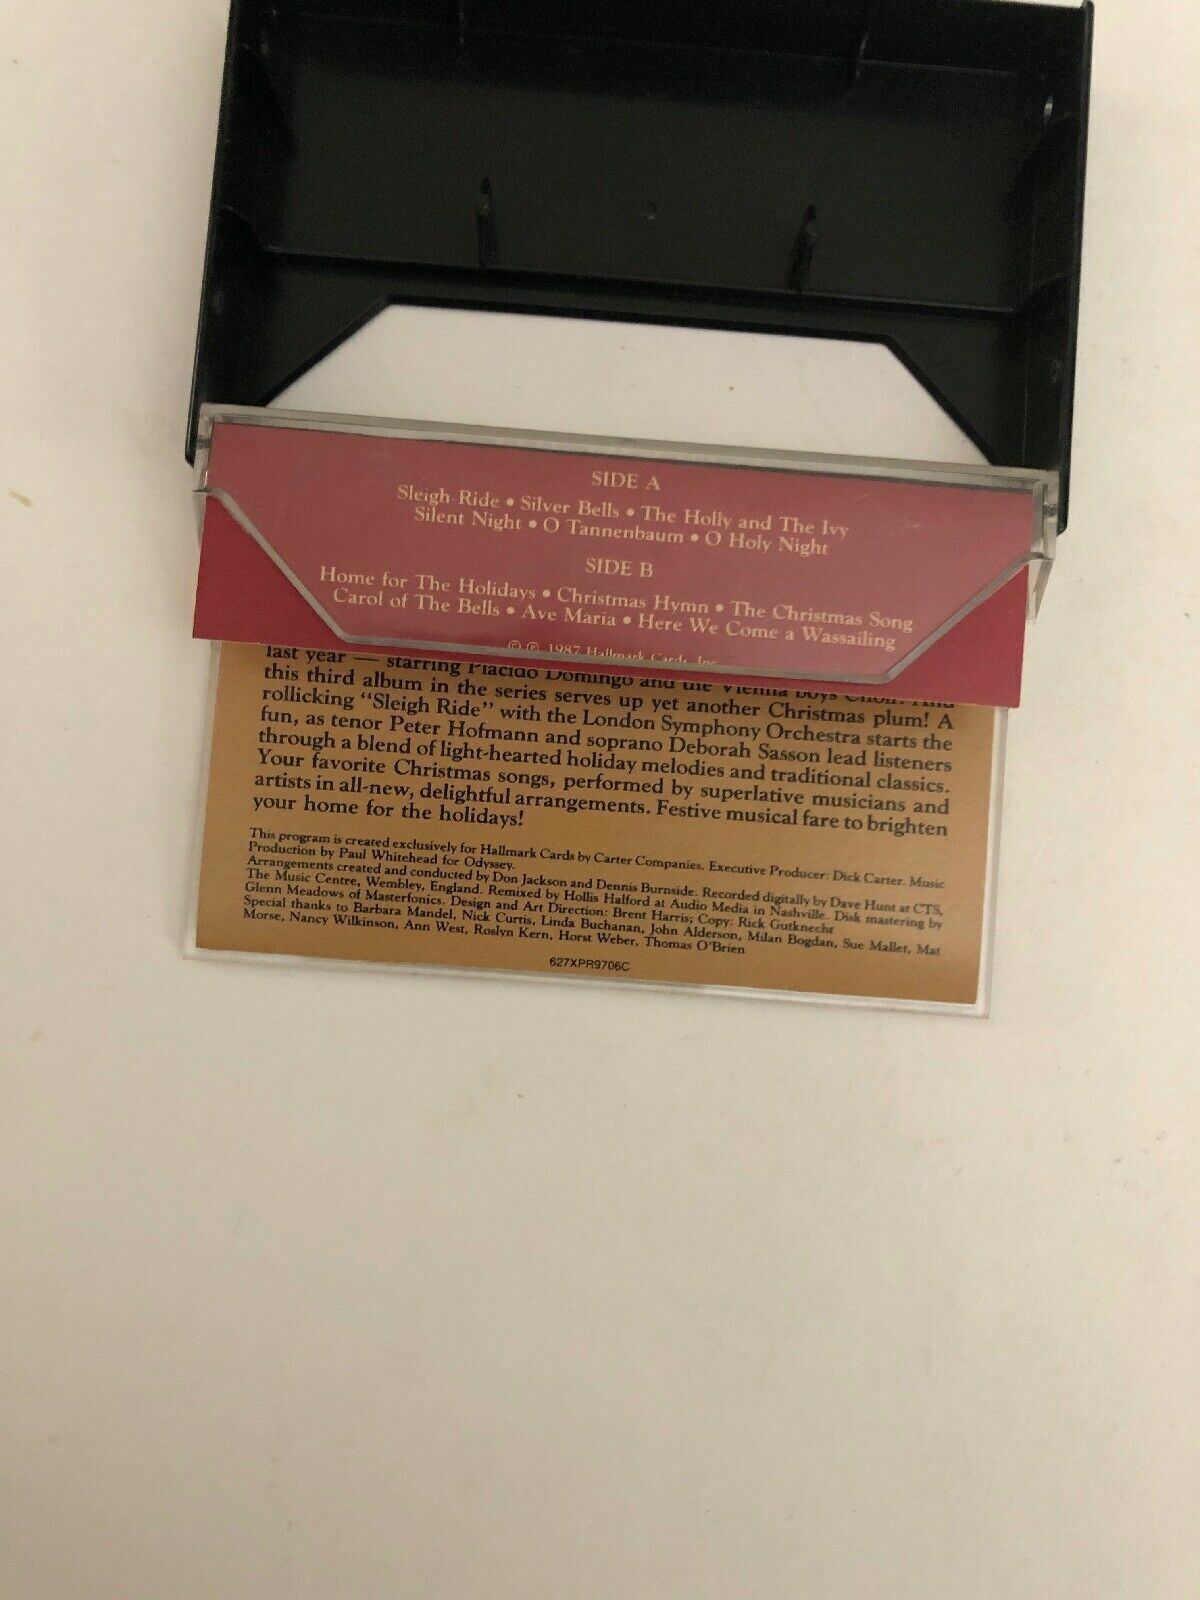 SIDE A
Sleigh Ride • Silver Bells • The Holly and The Ivy
Silent Night • O Tannenbaum • O Holy Night
SIDE B
Home for The Holidays • Christmas Hymn • The Christmas Song
Carol of The Bells • Ave Maria • Here We Come a Wassailing
© ℗ 1987 Hallmark Cards, Inc.
last year — starring Placido Domingo and the Vienna Boys Choir. And
this third album in the series serves up yet another Christmas plum! A
rollicking "Sleigh Ride" with the London Symphony Orchestra starts the
fun, as tenor Peter Hofmann and soprano Deborah Sasson lead listeners
through a blend of light-hearted holiday melodies and traditional classics.
Your favorite Christmas songs, performed by superlative musicians and
artists in all-new, delightful arrangements. Festive musical fare to brighten
your home for the holidays!
This program is created exclusively for Hallmark Cards by Carter Companies. Executive Producer: Dick Carter. Music
Production by Paul Whitehead for Odyssey.
Arrangements created and conducted by Don Jackson and Dennis Burnside. Recorded digitally by Dave Hunt at CTS,
The Music Centre, Wembley, England. Remixed by Hollis Halford at Audio Media in Nashville. Disk mastering by
Glenn Meadows of Masterfonics. Design and Art Direction: Brent Harris; Copy: Rick Gutknecht
Special thanks to Barbara Mandel, Nick Curtis, Linda Buchanan, John Alderson, Milan Bogdan, Sue Mallet, Mat
Morse, Nancy Wilkinson, Ann West, Roslyn Kern, Horst Weber, Thomas O'Brien
627XPR9706C